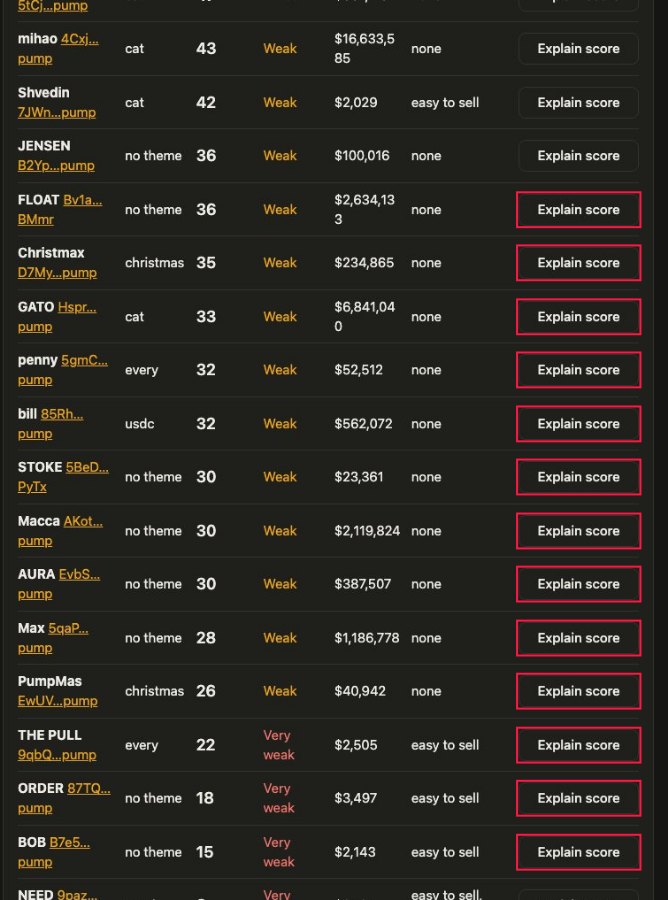 5tCj...pump
mihao 4Cxj... cat 43 Weak $16,633,5 none Explain score
pump 85
Shvedin cat 42 Weak $2,029 easy to sell Explain score
7JWn...pump
JENSEN no theme 36 Weak $100,016 none Explain score
B2Yp...pump
FLOAT Bv1a... no theme 36 Weak $2,634,13 none Explain score
BMmr 3
Christmax christmas 35 Weak $234,865 none Explain score
D7My...pump
GATO Hspr... cat 33 Weak $6,841,04 none Explain score
pump 0
penny 5gmC... every 32 Weak $52,512 none Explain score
pump
bill 85Rh... usdc 32 Weak $562,072 none Explain score
pump
STOKE 5BeD... no theme 30 Weak $23,361 none Explain score
PyTx
Macca AKot... no theme 30 Weak $2,119,824 none Explain score
pump
AURA EvbS... no theme 30 Weak $387,507 none Explain score
pump
Max 5qaP... no theme 28 Weak $1,186,778 none Explain score
pump
PumpMas christmas 26 Weak $40,942 none Explain score
EwUV...pump
THE PULL every 22 Very $2,505 easy to sell Explain score
9qbQ...pump weak
ORDER 87TQ... no theme 18 Very $3,497 easy to sell Explain score
pump weak
BOB B7e5... no theme 15 Very $2,143 easy to sell Explain score
pump weak
NEED 9paz... Very easy to sell,